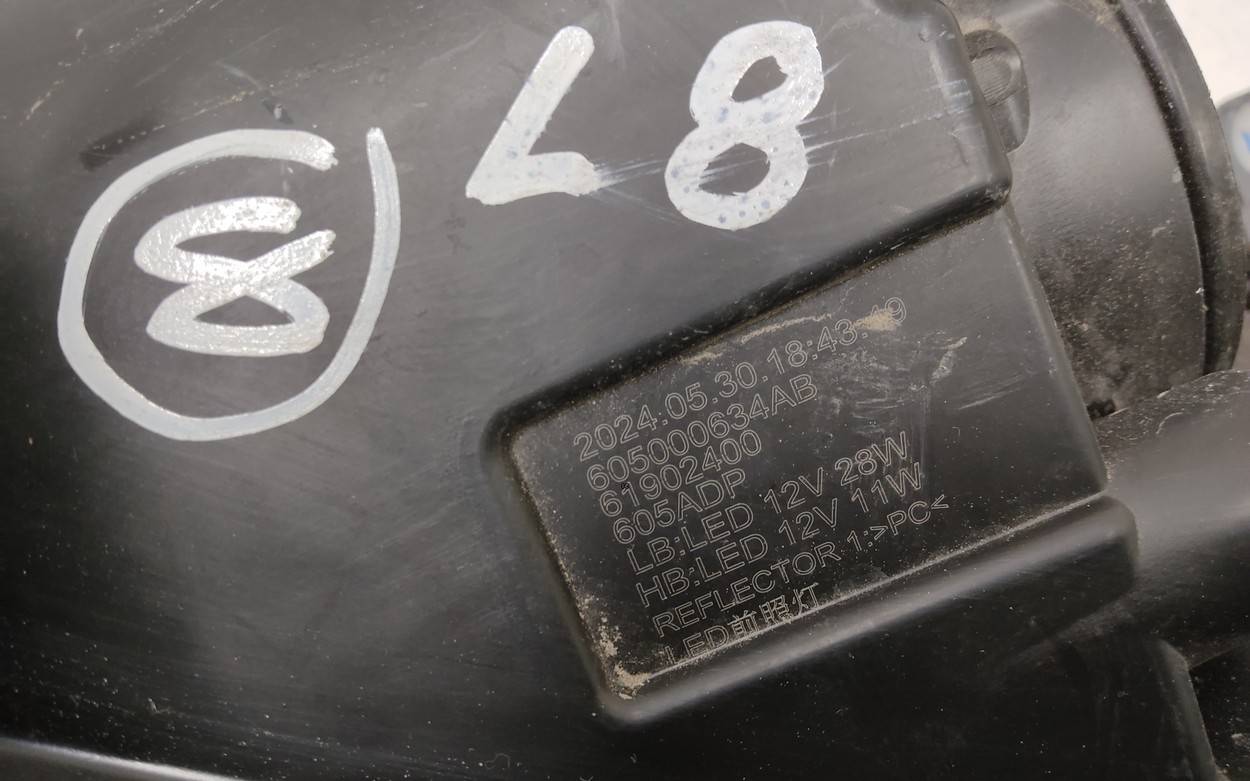 L8
8
2024.05.30.18:43:49
605000634AB
61902400
605ADP
LB:LED 12V 28W
HB:LED 12V 11W
REFLECTOR 1:>PC<
LED前照灯